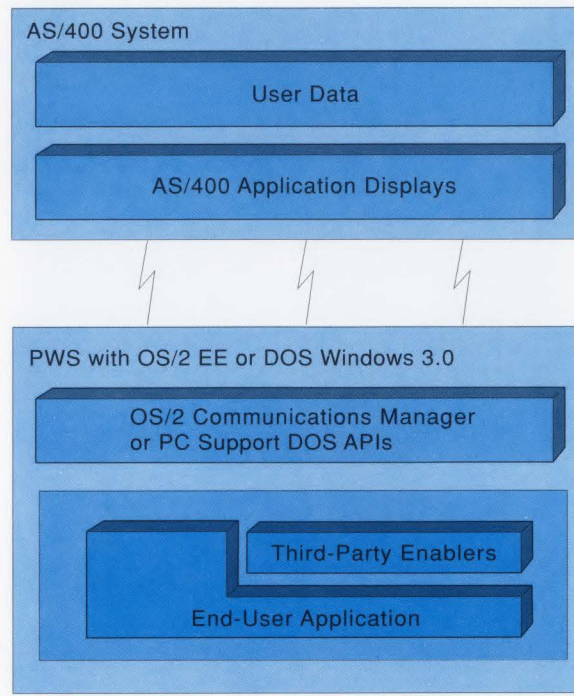 AS/400 System
User Data
AS/400 Application Displays
PWS with OS/2 EE or DOS Windows 3.0
OS/2 Communications Manager
or PC Support DOS APIs
Third-Party Enablers
End-User Application